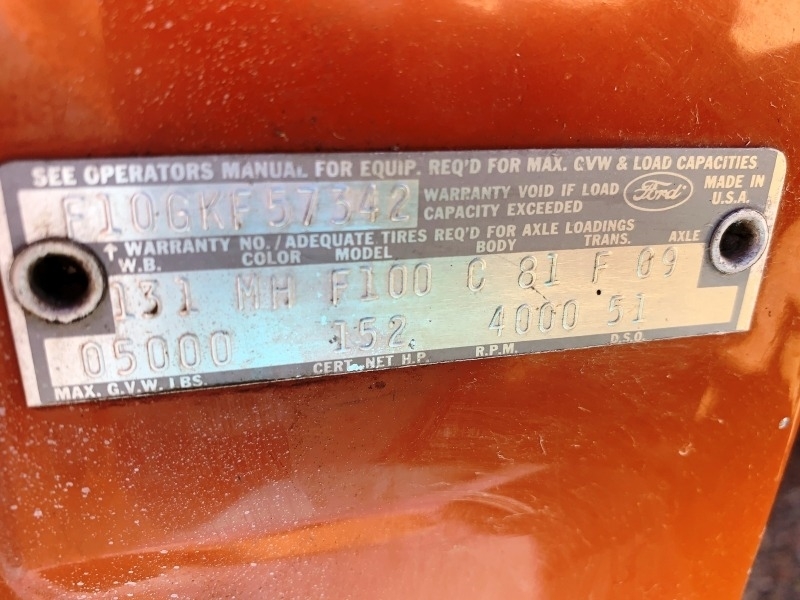 SEE OPERATORS MANUAL FOR EQUIP. REQ'D FOR MAX. GVW & LOAD CAPACITIES
F10GKF57342 WARRANTY VOID IF LOAD CAPACITY EXCEEDED Ford MADE IN U.S.A.
↑ WARRANTY NO./ADEQUATE TIRES REQ'D FOR AXLE LOADINGS
W.B. COLOR MODEL BODY TRANS. AXLE
131 MH F100 C 81 F 09
05000 152 4000 51
MAX. G.V.W. LBS. CERT. NET H.P. R.P.M. D.S.O.